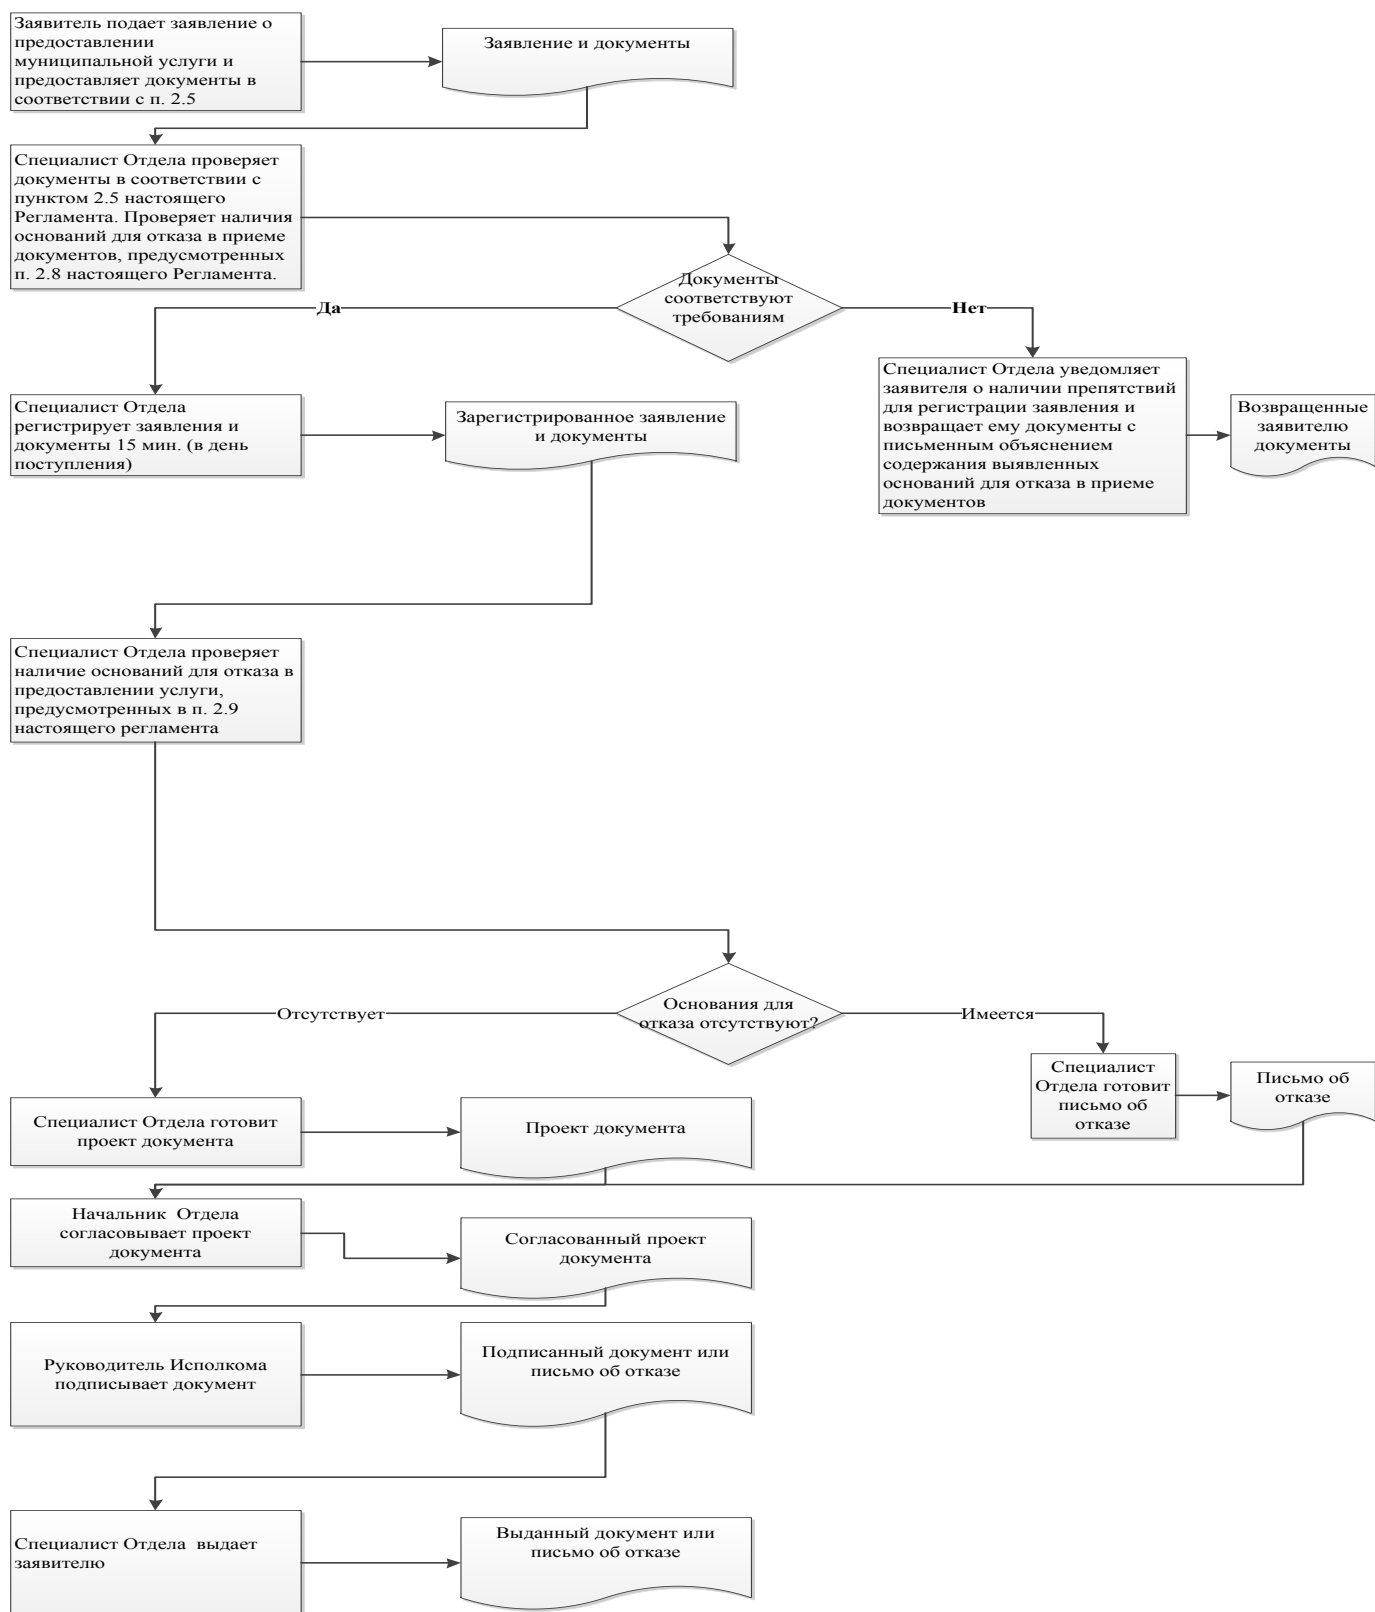 Заявитель подает заявление о
предоставлении
муниципальной услуги и
предоставляет документы в
соответствии с п. 2.5
Заявление и документы
Специалист Отдела проверяет
документы в соответствии с
пунктом 2.5 настоящего
Регламента. Проверяет наличия
оснований для отказа в приеме
документов, предусмотренных
п. 2.8 настоящего Регламента.
Документы
соответствуют
требованиям
Да
Нет
Специалист Отдела
регистрирует заявления и
документы 15 мин. (в день
поступления)
Зарегистрированное заявление
и документы
Специалист Отдела уведомляет
заявителя о наличии препятствий
для регистрации заявления и
возвращает ему документы с
письменным объяснением
содержания выявленных
оснований для отказа в приеме
документов
Возвращенные
заявителю
документы
Специалист Отдела проверяет
наличие оснований для отказа в
предоставлении услуги,
предусмотренных в п. 2.9
настоящего регламента
Основания для
отказа отсутствуют?
Отсутствует
Имеется
Специалист
Отдела готовит
письмо об
отказе
Письмо об
отказе
Специалист Отдела готовит
проект документа
Проект документа
Начальник  Отдела
согласовывает проект
документа
Согласованный проект
документа
Руководитель Исполкома
подписывает документ
Подписанный документ или
письмо об отказе
Специалист Отдела  выдает
заявителю
Выданный документ или
письмо об отказе